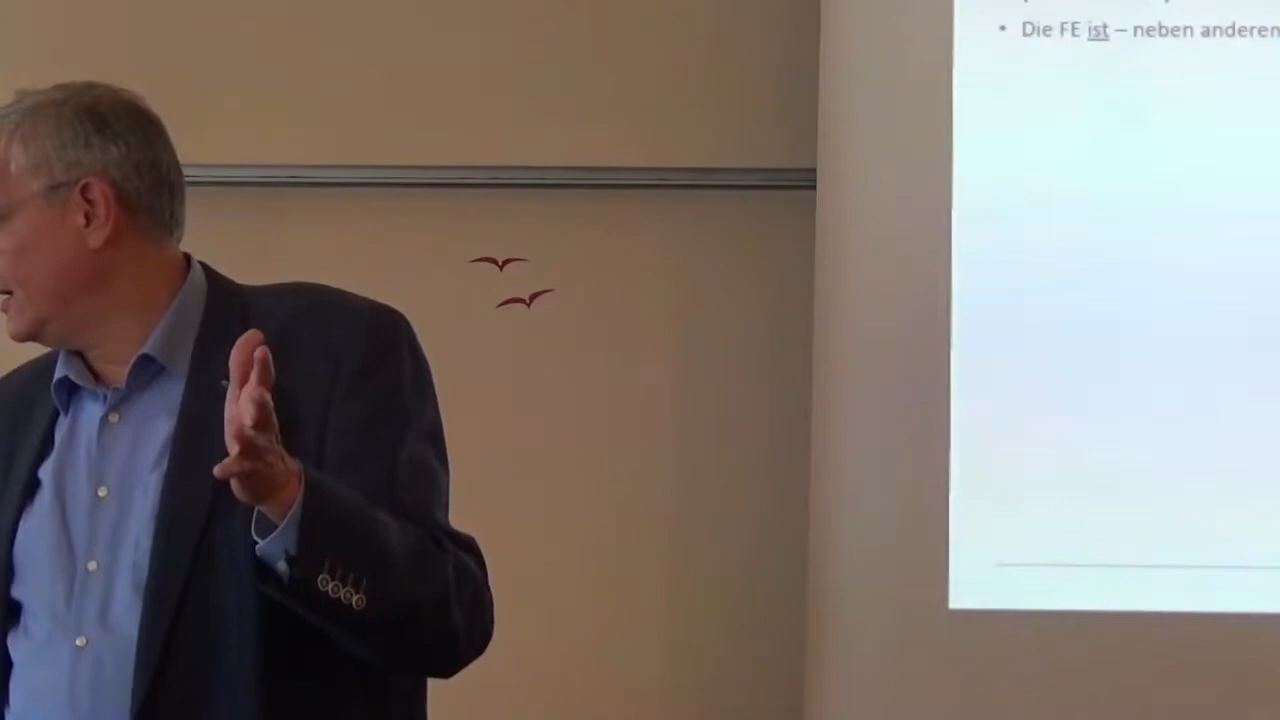 • Die FE ist – neben anderen